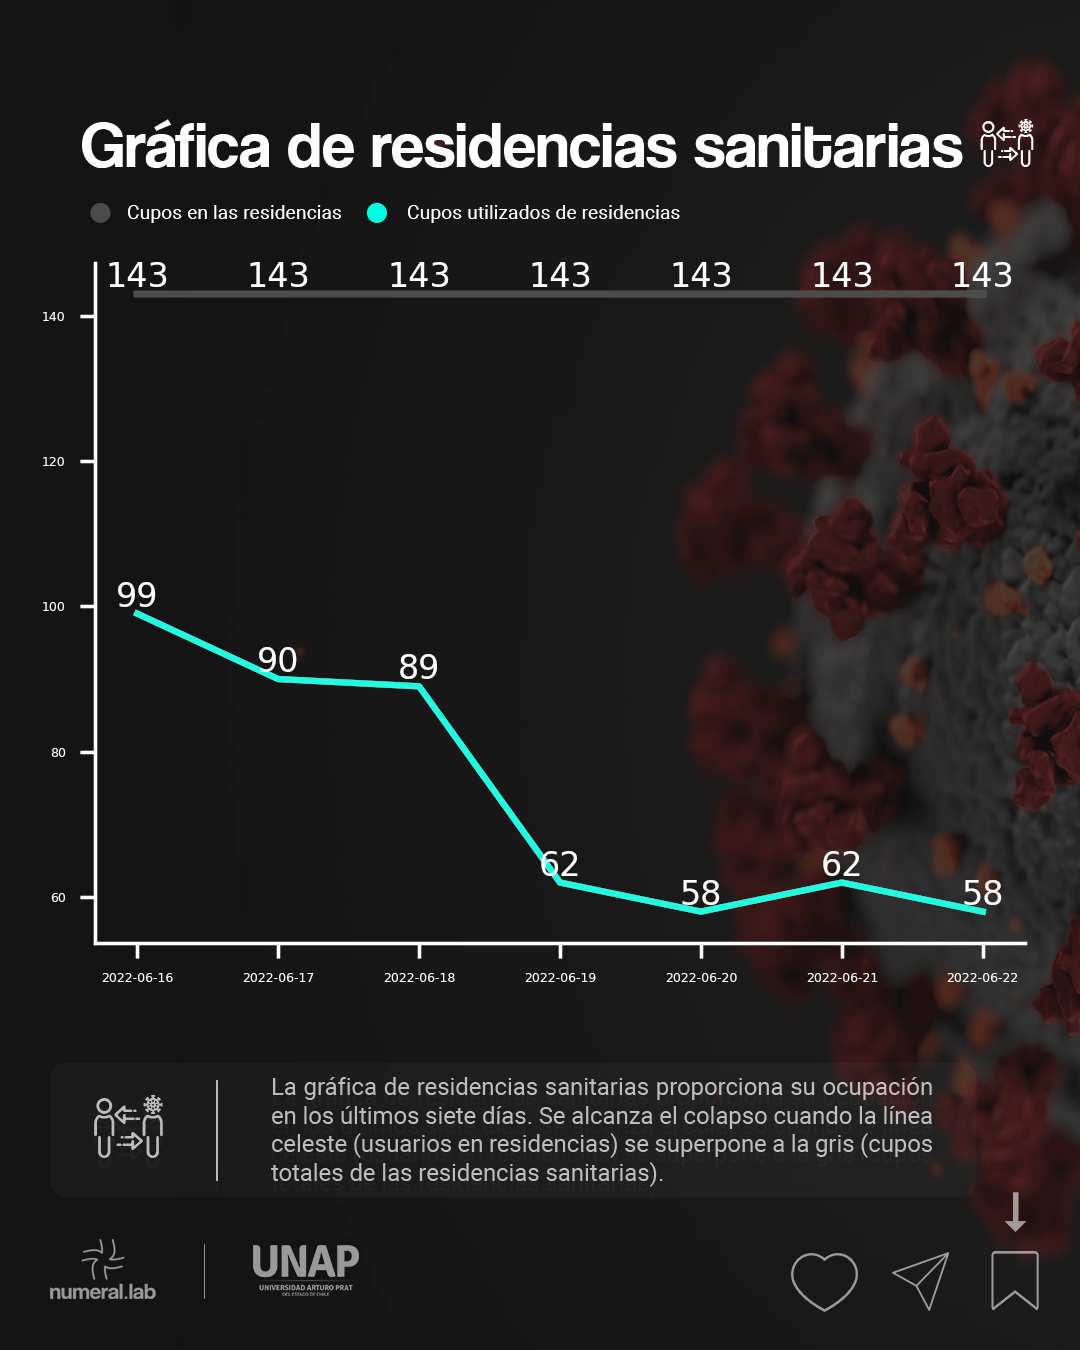 Gráfica de residencias sanitarias
Cupos en las residencias Cupos utilizados de residencias
143 143 143 143 143 143 143
140
120
100
80
60
99
90
89
62
58
62
58
2022-06-16 2022-06-17 2022-06-18 2022-06-19 2022-06-20 2022-06-21 2022-06-22
La gráfica de residencias sanitarias proporciona su ocupación
en los últimos siete días. Se alcanza el colapso cuando la línea
celeste (usuarios en residencias) se superpone a la gris (cupos
totales de las residencias sanitarias).
numeral.lab
UNAP
UNIVERSIDAD ARTURO PRAT
DEL ESTADO DE CHILE